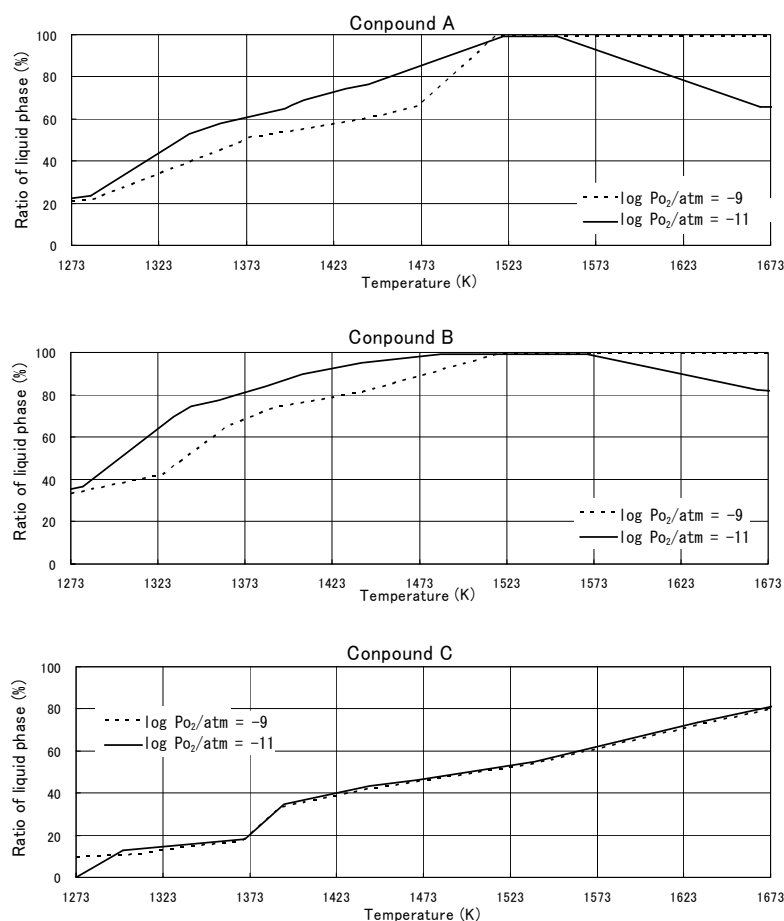 Conpound A
Ratio of liquid phase (%)
100
80
60
40
20
0
log Po₂/atm = -9
log Po₂/atm = -11
1273 1323 1373 1423 1473 1523 1573 1623 1673
Temperature (K)
Conpound B
Ratio of liquid phase (%)
100
80
60
40
20
0
log Po₂/atm = -9
log Po₂/atm = -11
1273 1323 1373 1423 1473 1523 1573 1623 1673
Temperature (K)
Conpound C
Ratio of liquid phase (%)
100
80
60
40
20
0
log Po₂/atm = -9
log Po₂/atm = -11
1273 1323 1373 1423 1473 1523 1573 1623 1673
Temperature (K)